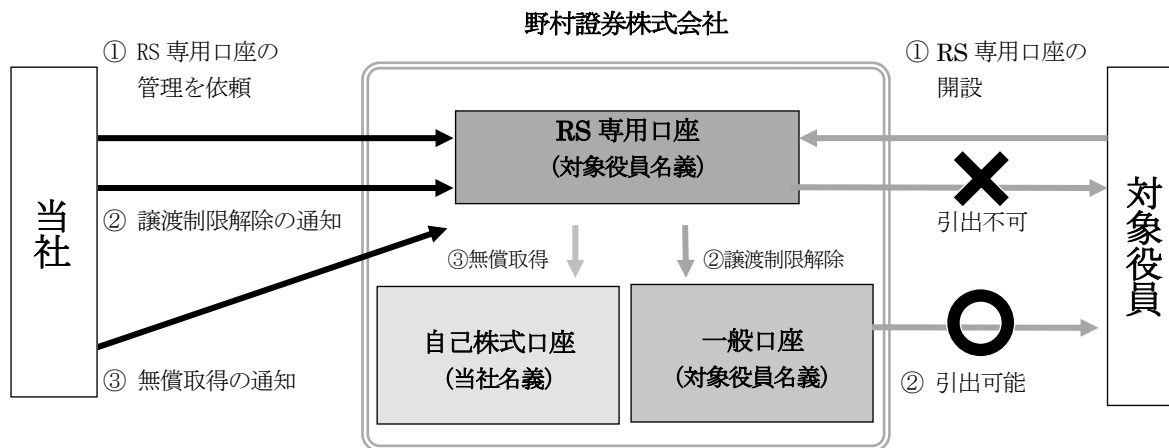 野村證券株式会社
① RS 専用口座の
管理を依頼
① RS 専用口座の
開設
RS 専用口座
(対象役員名義)
当社
対象役員
② 譲渡制限解除の通知
引出不可
③無償取得
②譲渡制限解除
自己株式口座
(当社名義)
一般口座
(対象役員名義)
③ 無償取得の通知
② 引出可能